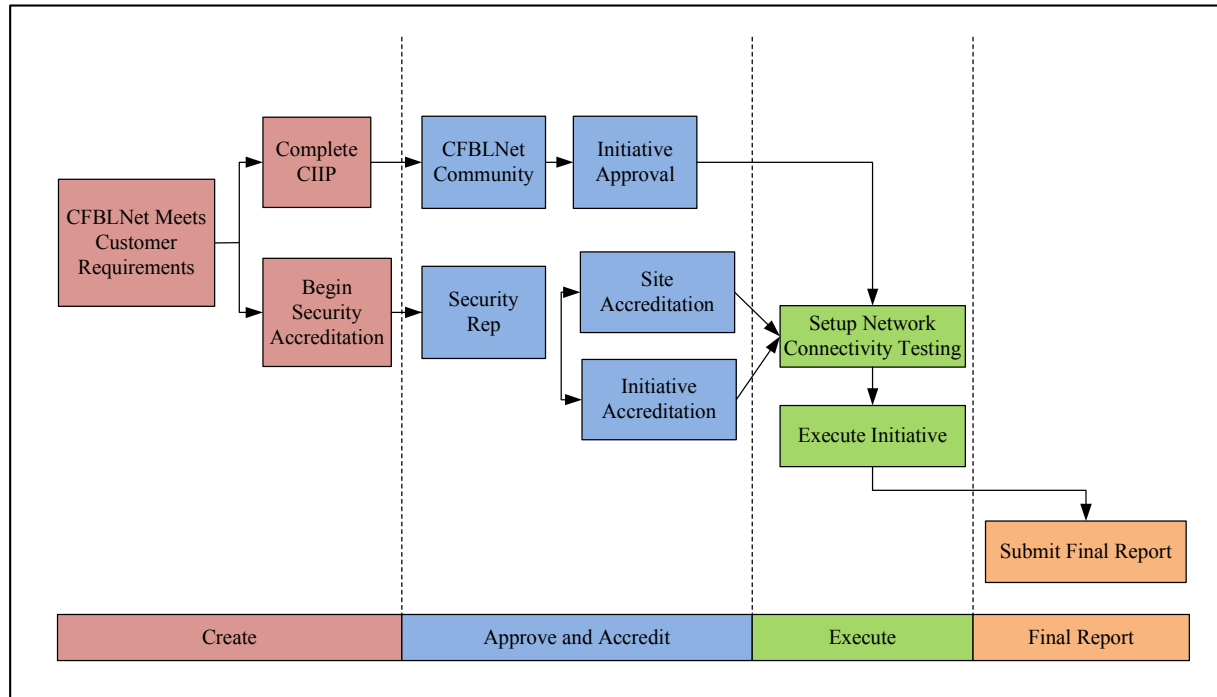 CFBLNet Meets
Customer
Requirements
Complete
CIIP
Begin
Security
Accreditation
CFBLNet
Community
Initiative
Approval
Security
Rep
Site
Accreditation
Initiative
Accreditation
Setup Network
Connectivity Testing
Execute Initiative
Submit Final Report
Create
Approve and Accredit
Execute
Final Report